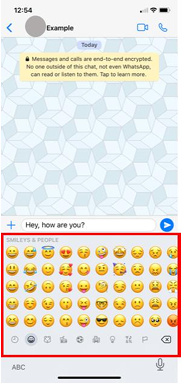 12:54
Example
Today
Messages and calls are end-to-end encrypted.
No one outside of this chat, not even WhatsApp,
can read or listen to them. Tap to learn more.
Hey, how are you?
SMILEYS & PEOPLE
ABC